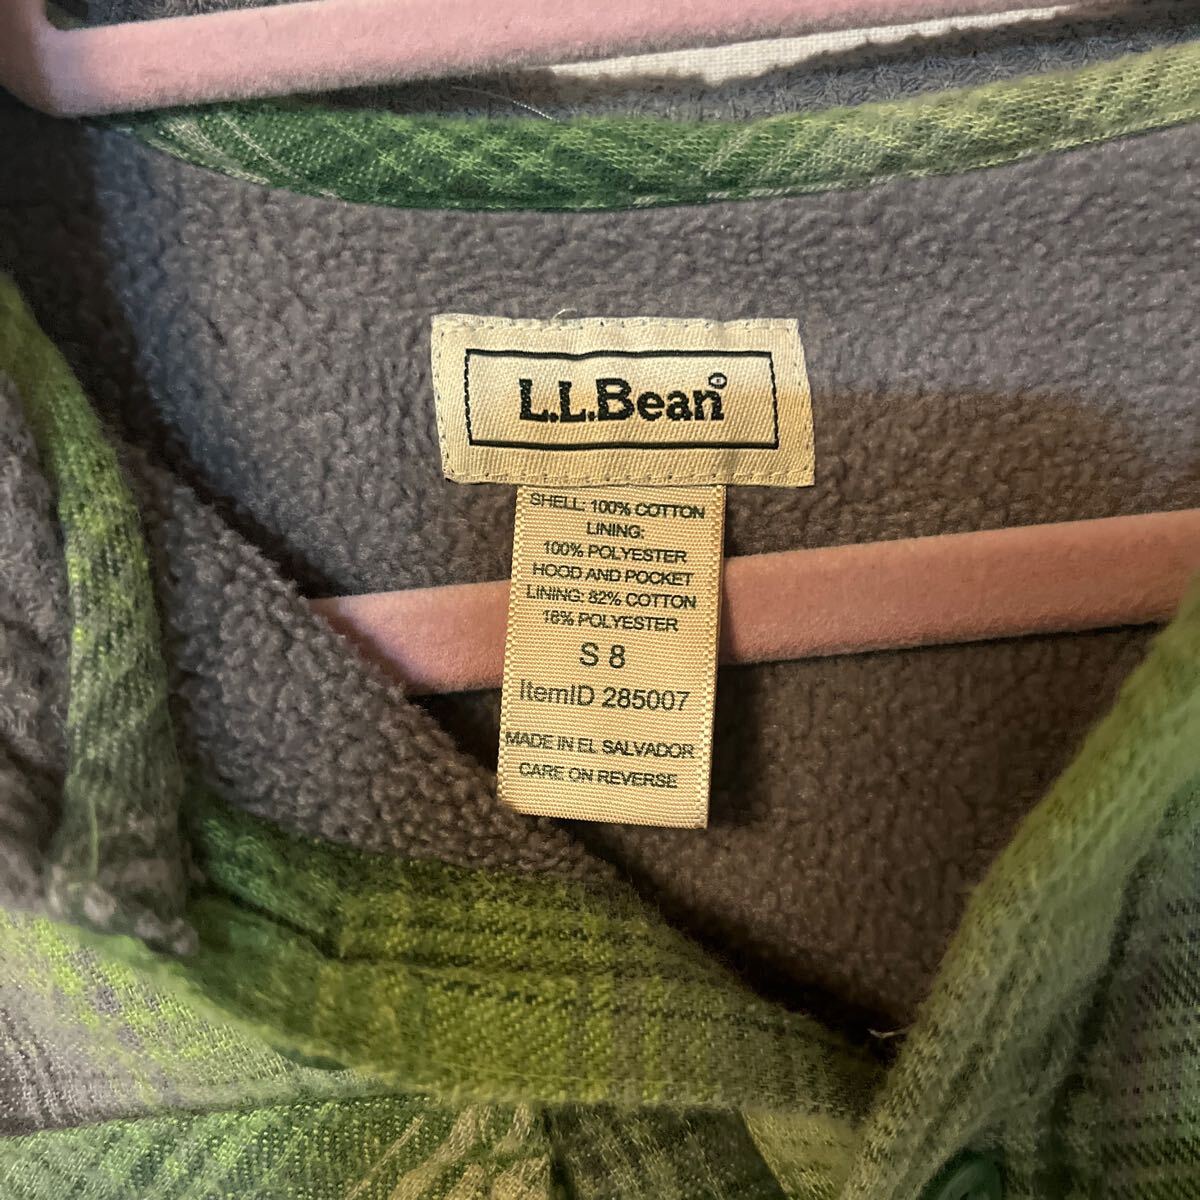 L.L.Bean®
SHELL: 100% COTTON
LINING:
100% POLYESTER
HOOD AND POCKET
LINING: 82% COTTON
18% POLYESTER
S 8
ItemID 285007
MADE IN EL SALVADOR
CARE ON REVERSE